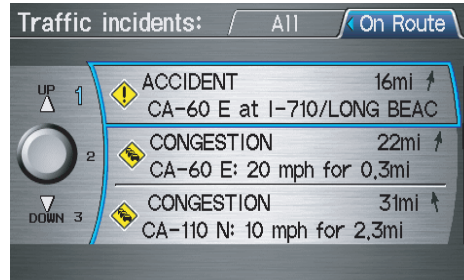 Traffic incidents: All On Route
UP
1 ACCIDENT 16mi
CA-60 E at I-710/LONG BEAC
2 CONGESTION 22mi
CA-60 E: 20 mph for 0.3mi
DOWN 3 CONGESTION 31mi
CA-110 N: 10 mph for 2.3mi